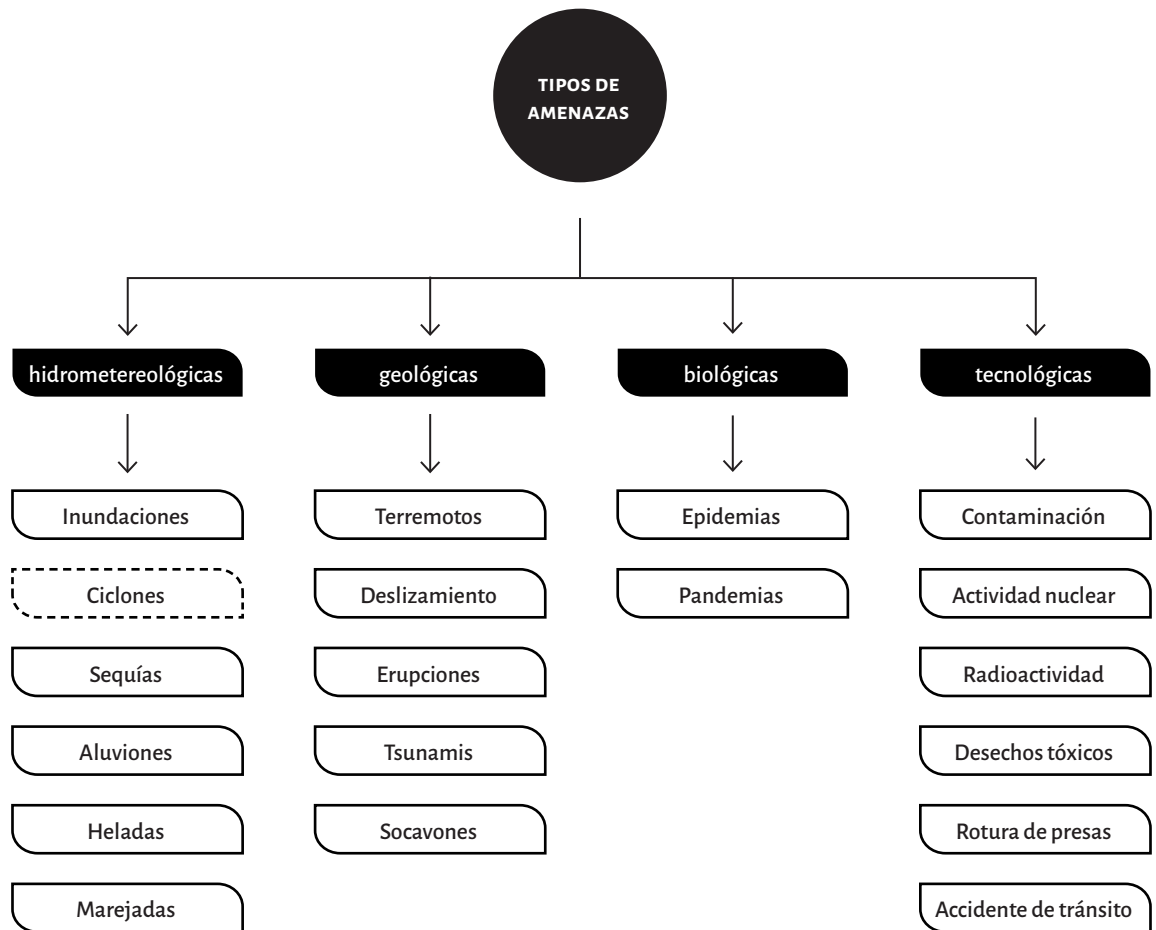 TIPOS DE
AMENAZAS
hidrometereológicas
geológicas
biológicas
tecnológicas
Inundaciones
Terremotos
Epidemias
Contaminación
Ciclones
Deslizamiento
Pandemias
Actividad nuclear
Sequías
Erupciones
Radioactividad
Aluviones
Tsunamis
Desechos tóxicos
Heladas
Socavones
Rotura de presas
Marejadas
Accidente de tránsito